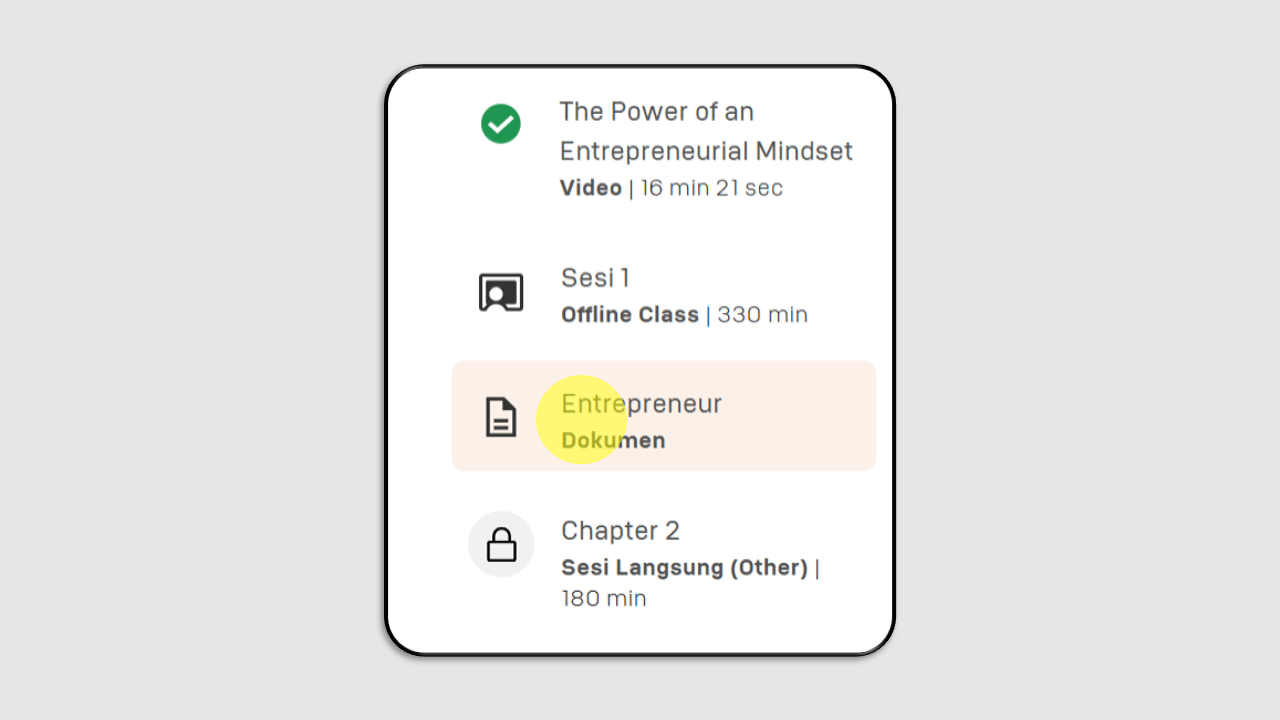 The Power of an
Entrepreneurial Mindset
Video | 16 min 21 sec
Sesi 1
Offline Class | 330 min
Entrepreneur
Dokumen
Chapter 2
Sesi Langsung (Other) |
180 min